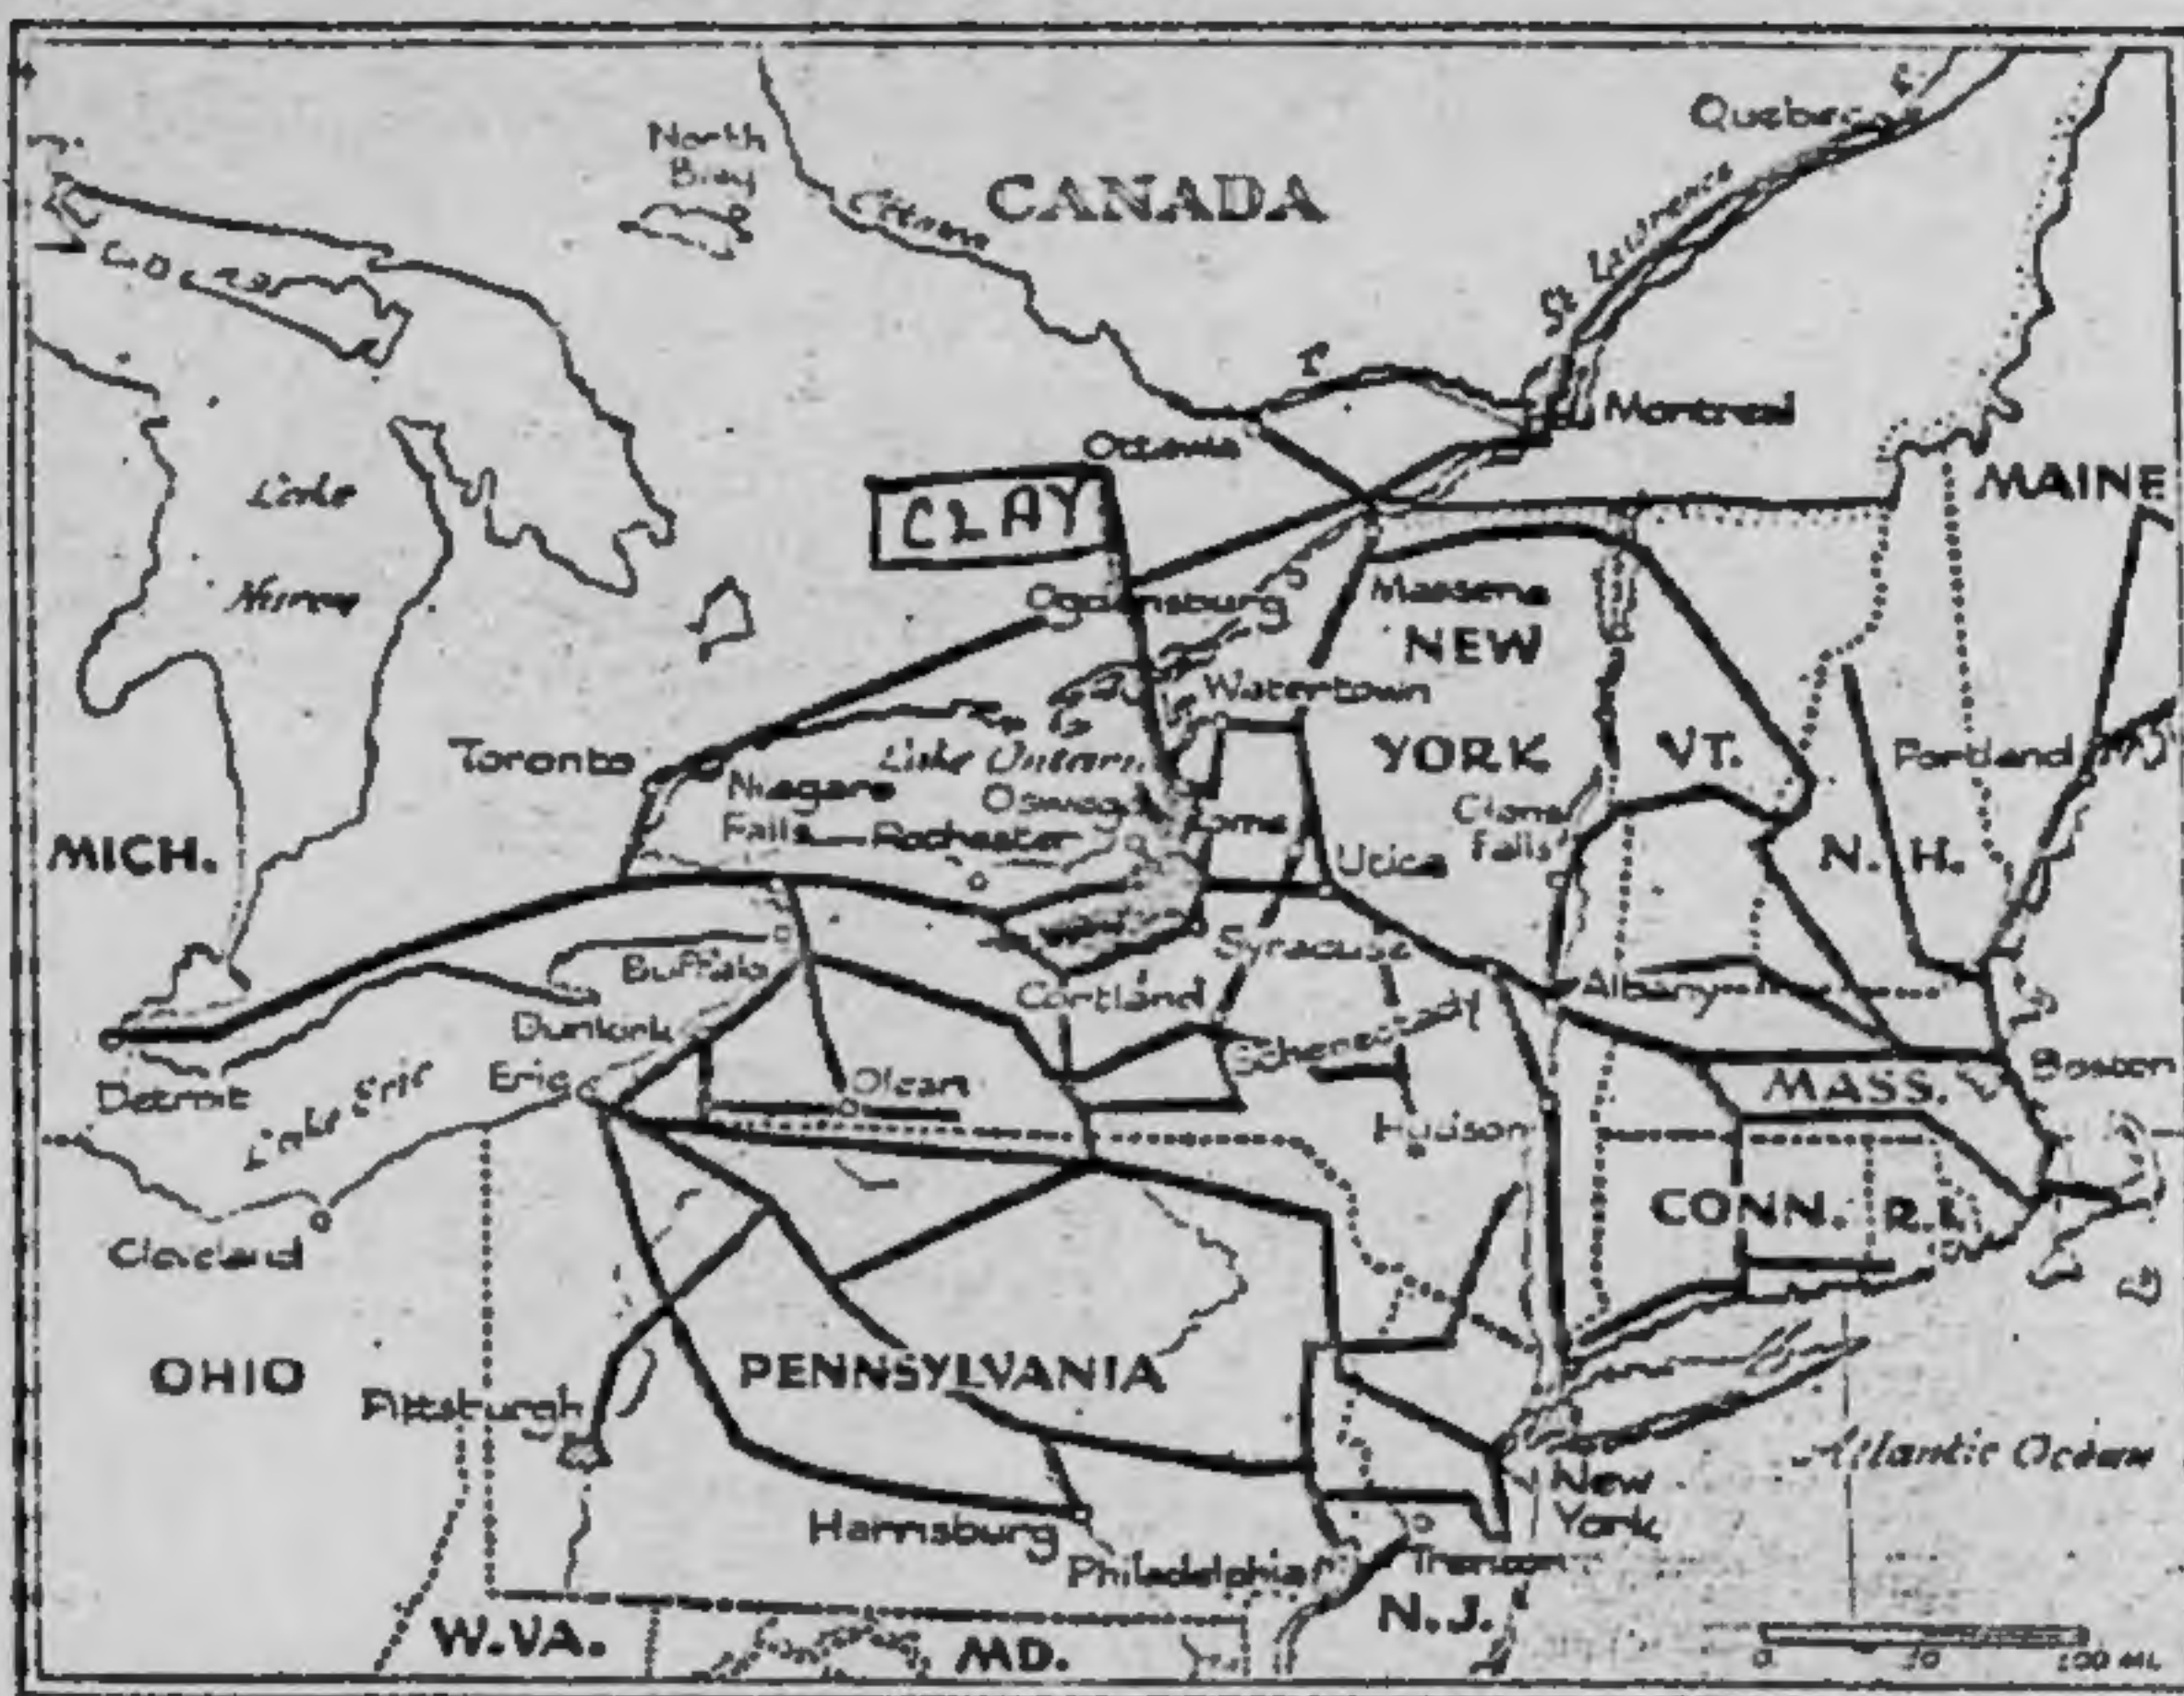 Quebec
North
Bay
CANADA
Ottawa
St Lawrence
Montreal
Ottawa
MAINE
CLAY
Lake
Huron
Ogdensburg
Massena
NEW
Watertown
YORK
VT.
Portland
Toronto
Lake Ontario
Niagara
Falls
Oswego
Rochester
Rome
Glens
Falls
Utica
MICH.
N.H.
Buffalo
Syracuse
Cortland
Albany
Dunkirk
Schenectady
Detroit
Lake Erie
Erie
Olean
MASS.
Boston
Hudson
CONN.
R.I.
Cleveland
OHIO
PENNSYLVANIA
Pittsburgh
Atlantic Ocean
New
York
Harrisburg
Philadelphia
Trenton
N.J.
W.VA.
MD.
0
100 MI.